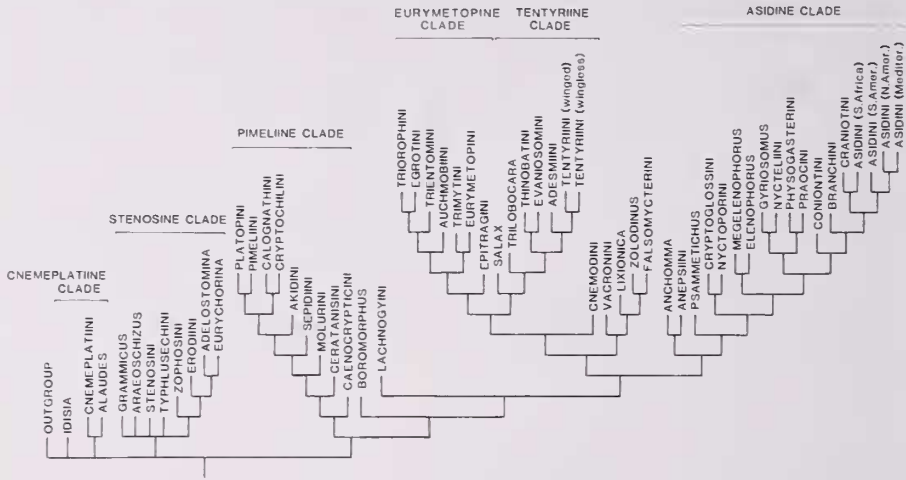 EURYMETOPINE
CLADE
TENTYRIINE
CLADE
ASIDINE CLADE
PIMELIINE CLADE
STENOSINE CLADE
CNEMEPLATIINE
CLADE
OUTGROUP
IDISIA
CNEMEPLATIINI
ALAUDES
GRAMMICUS
ARAEOSCHIZUS
STENOSINI
TYPHLUSECHINI
ZOPHOSINI
ERODIINI
ADELOSTOMINA
EURYCHORINA
PLATOPINI
PIMELIINI
CALOGNATHINI
CRYPTOCHILINI
AKIDINI
SEPIDIINI
MOLURINI
CERATANISINI
CAENOCRYPTICINI
BOROMORPHUS
LACHNOGYINI
TRIOROPHINI
EGROTINI
TRIENTOMINI
AUCHMOBIINI
TRIMYTINI
EURYMETOPINI
EPITRAGINI
SALAX
TRILOBOCARA
THINOBATINI
EVANIOSOMINI
ADESMIINI
TENTYRIINI (winged)
TENTYRIINI (wingless)
CNEMODINI
VACRONINI
LIXIONICA
ZOLODINUS
FALSOMYCTERINI
ANCHOMMA
ANEPSIINI
PSAMMETICHUS
CRYPTOGLOSSINI
NYCTOPORINI
MEGELENOPHORUS
ELENOPHORUS
GYRIOSOMUS
NYCTELIINI
PHYSOGASTERINI
PRAOCINI
CONIONTINI
BRANCHINI
CRANIOTINI
ASIDINI (S.Africa)
ASIDINI (S.Amer.)
ASIDINI (N.Amer.)
ASIDINI (Mediter.)